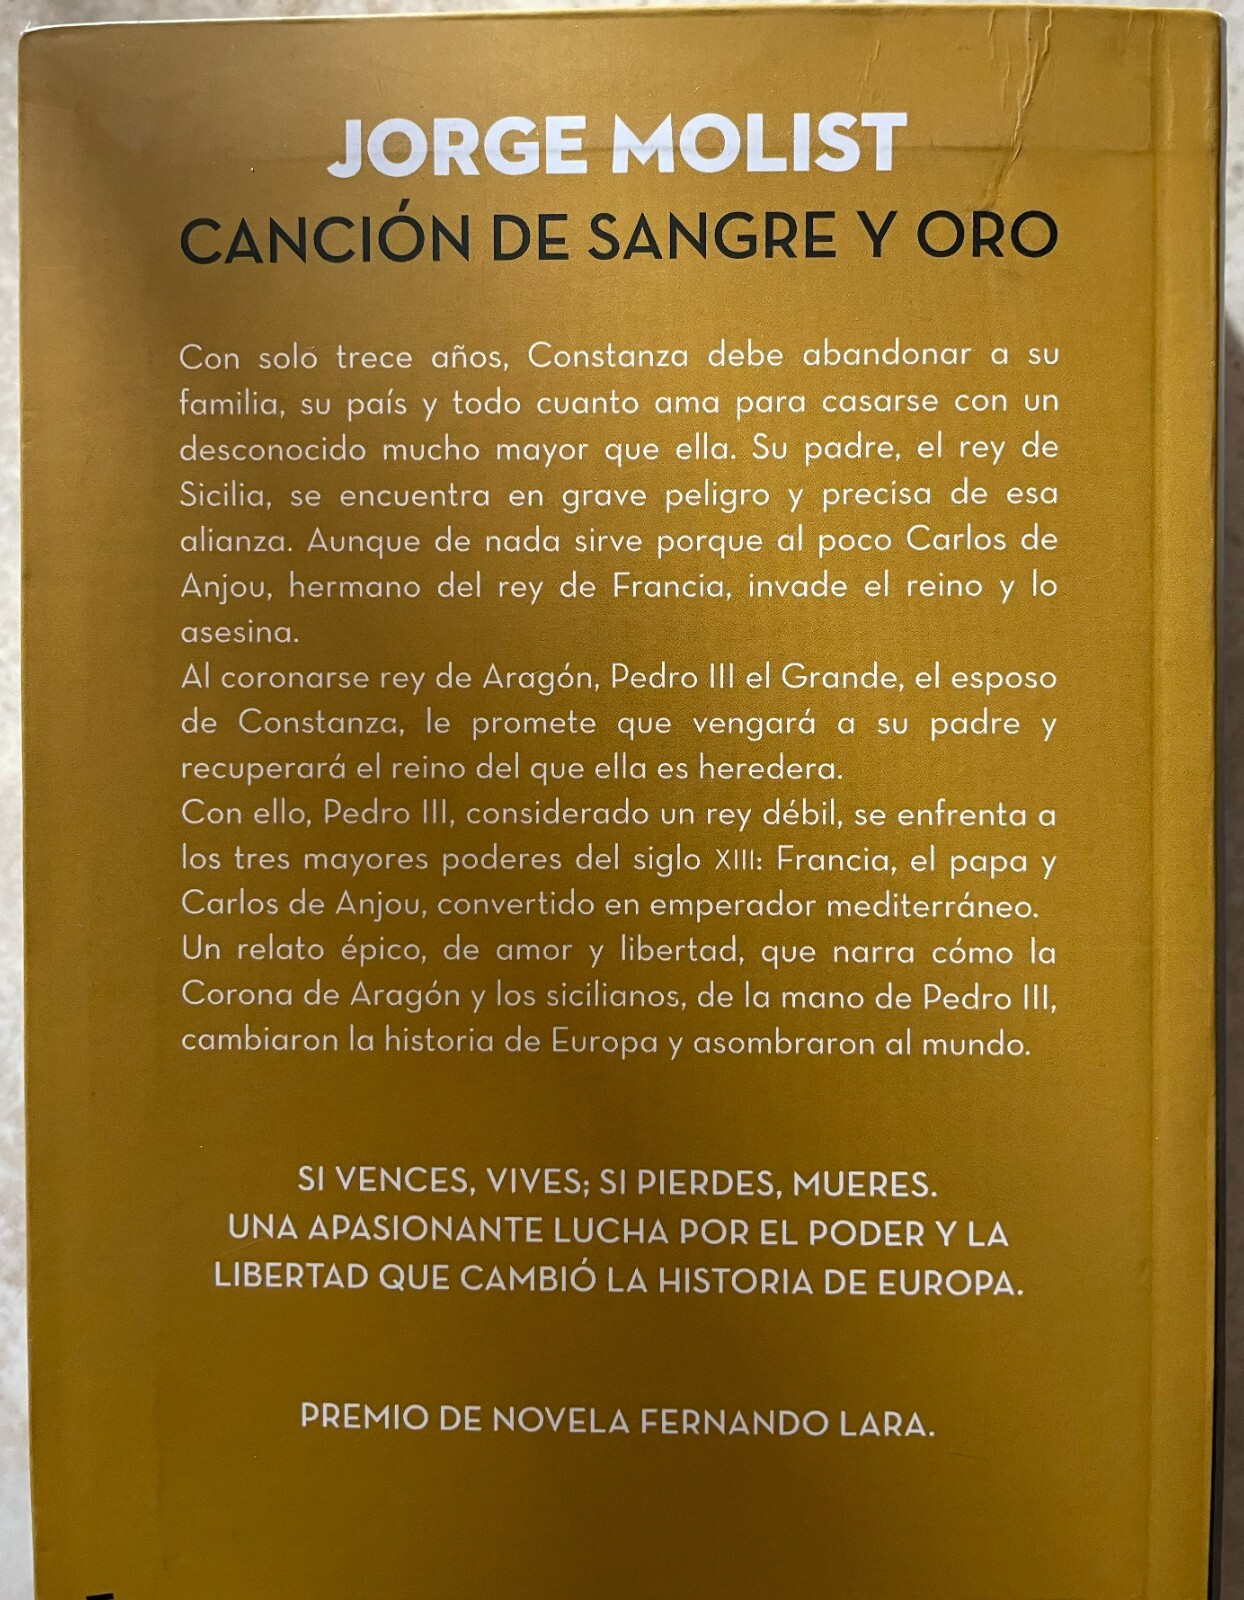 JORGE MOLIST
CANCIÓN DE SANGRE Y ORO
Con solo trece años, Constanza debe abandonar a su
familia, su país y todo cuanto ama para casarse con un
desconocido mucho mayor que ella. Su padre, el rey de
Sicilia, se encuentra en grave peligro y precisa de esa
alianza. Aunque de nada sirve porque al poco Carlos de
Anjou, hermano del rey de Francia, invade el reino y lo
asesina.
Al coronarse rey de Aragón, Pedro III el Grande, el esposo
de Constanza, le promete que vengará a su padre y
recuperará el reino del que ella es heredera.
Con ello, Pedro III, considerado un rey débil, se enfrenta a
los tres mayores poderes del siglo XIII: Francia, el papa y
Carlos de Anjou, convertido en emperador mediterráneo.
Un relato épico, de amor y libertad, que narra cómo la
Corona de Aragón y los sicilianos, de la mano de Pedro III,
cambiaron la historia de Europa y asombraron al mundo.
SI VENCES, VIVES; SI PIERDES, MUERES.
UNA APASIONANTE LUCHA POR EL PODER Y LA
LIBERTAD QUE CAMBIÓ LA HISTORIA DE EUROPA.
PREMIO DE NOVELA FERNANDO LARA.